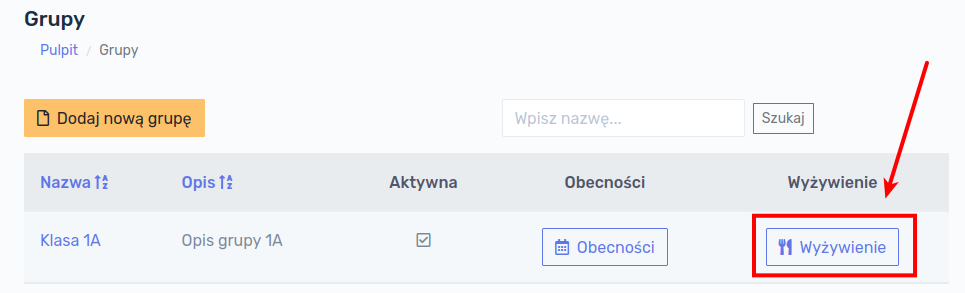 Grupy
Pulpit / Grupy
Dodaj nową grupę Wpisz nazwę... Szukaj
Nazwa Opis Aktywna Obecności Wyżywienie
Klasa 1A Opis grupy 1A Obecności Wyżywienie